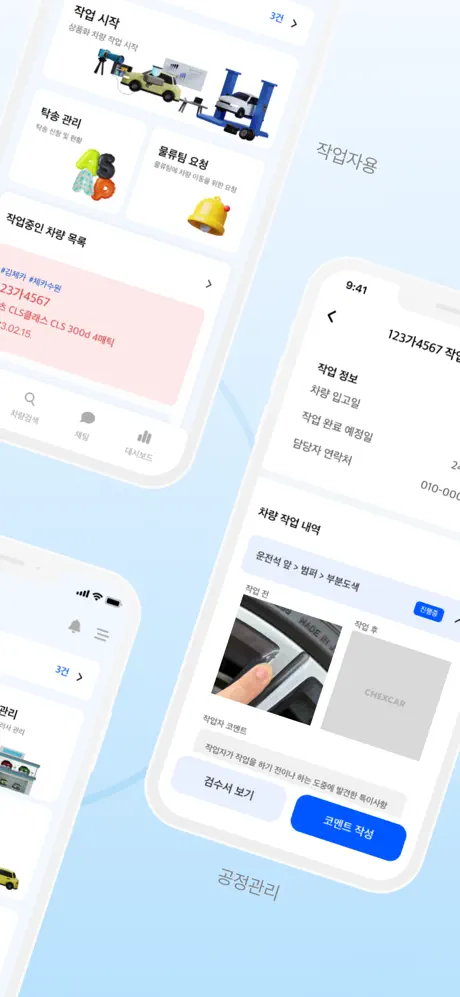 3건
작업 시작
상품화 차량 작업 시작
탁송 관리
탁송 신청 및 현황
물류팀 요청
물류팀에 차량 이동을 위한 요청
작업중인 차량 목록
#김체카 #체카수원
23가4567
츠 CLS클래스 CLS 300d 4매틱
3.02.15.
차량검색
채팅
대시보드
작업자용
9:41
123가4567 작업
작업 정보
차량 입고일
작업 완료 예정일
24
담당자 연락처
010-000
차량 작업 내역
운전석 앞 > 범퍼 > 부분도색
진행중
작업 전
작업 후
MADE IN
CHEXCAR
작업자 코멘트
작업자가 작업을 하기 전이나 하는 도중에 발견한 특이사항
검수서 보기
코멘트 작성
공정관리
3건
관리
러사 관리